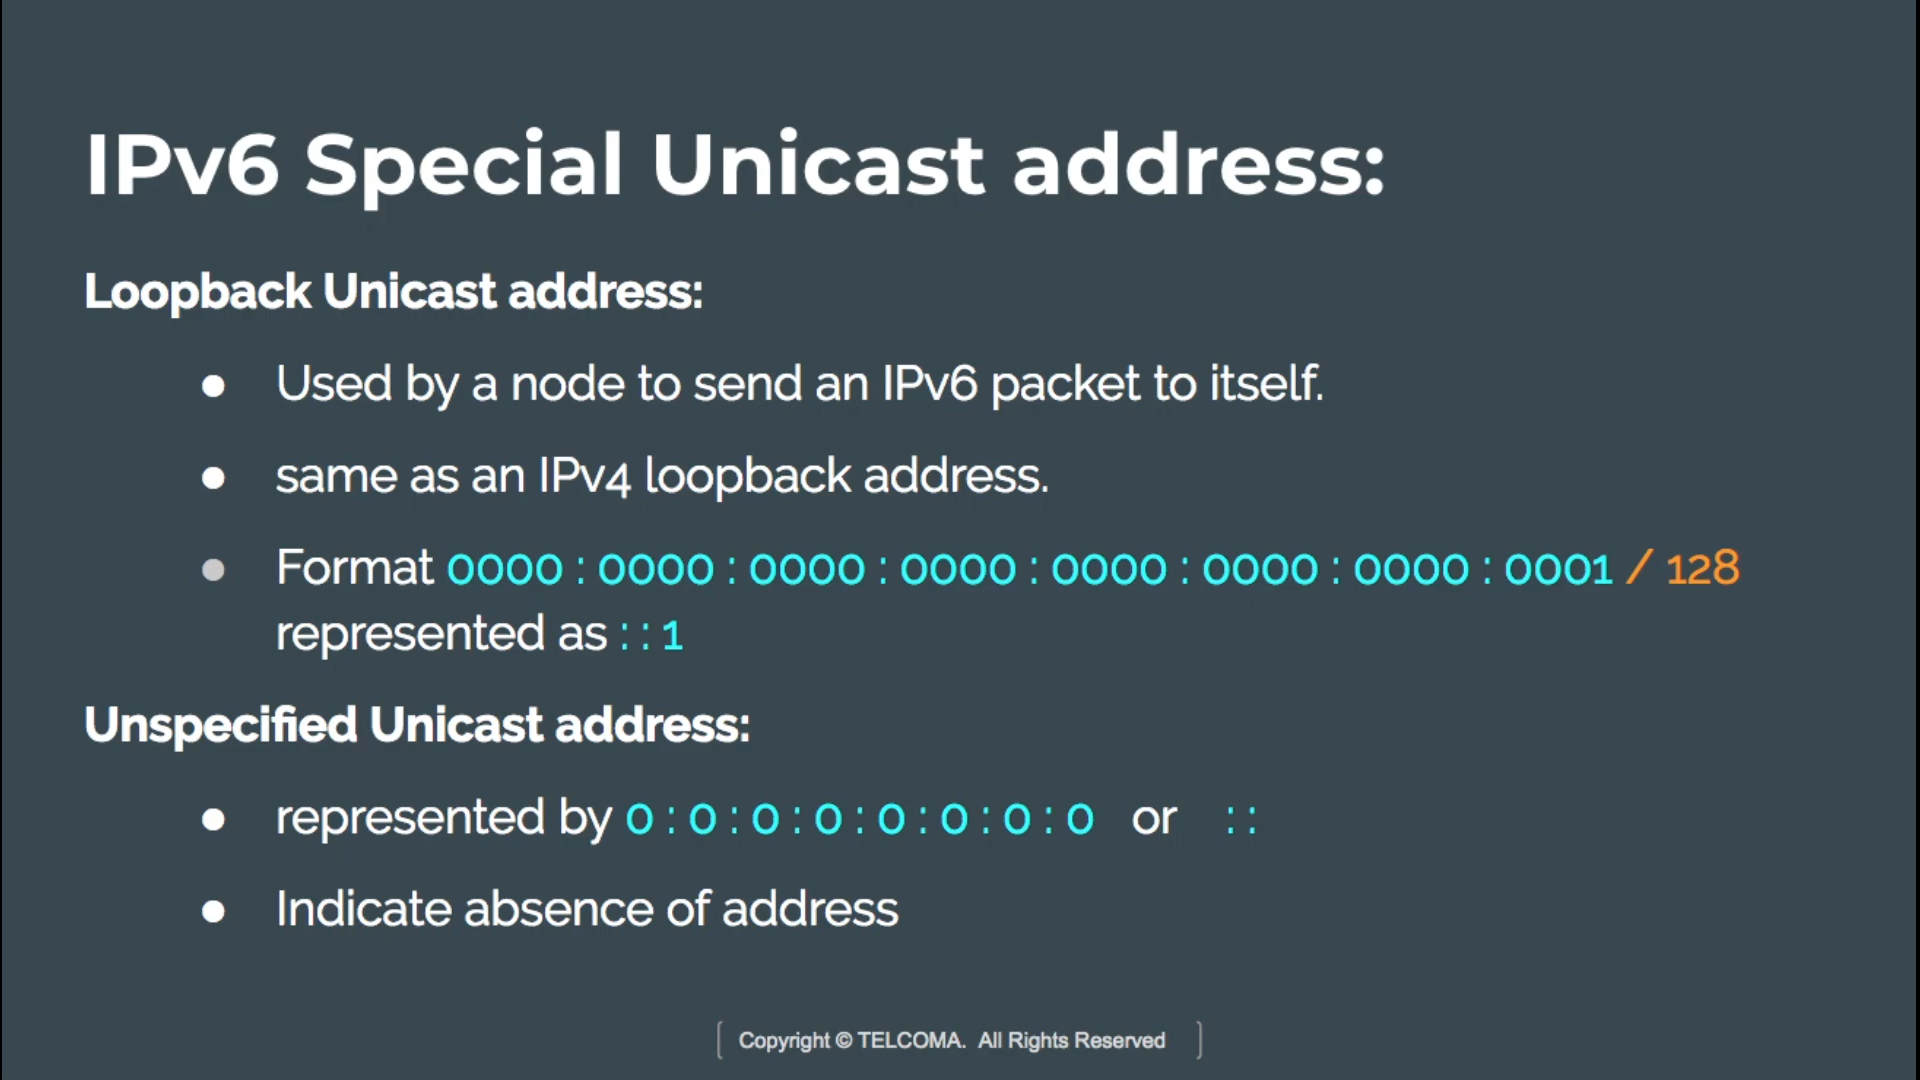 IPv6 Special Unicast address:
Loopback Unicast address:
● Used by a node to send an IPv6 packet to itself.
● same as an IPv4 loopback address.
● Format 0000 : 0000 : 0000 : 0000 : 0000 : 0000 : 0000 : 0001 / 128
represented as : : 1
Unspecified Unicast address:
● represented by 0 : 0 : 0 : 0 : 0 : 0 : 0 : 0 or : :
● Indicate absence of address
[ Copyright © TELCOMA. All Rights Reserved ]